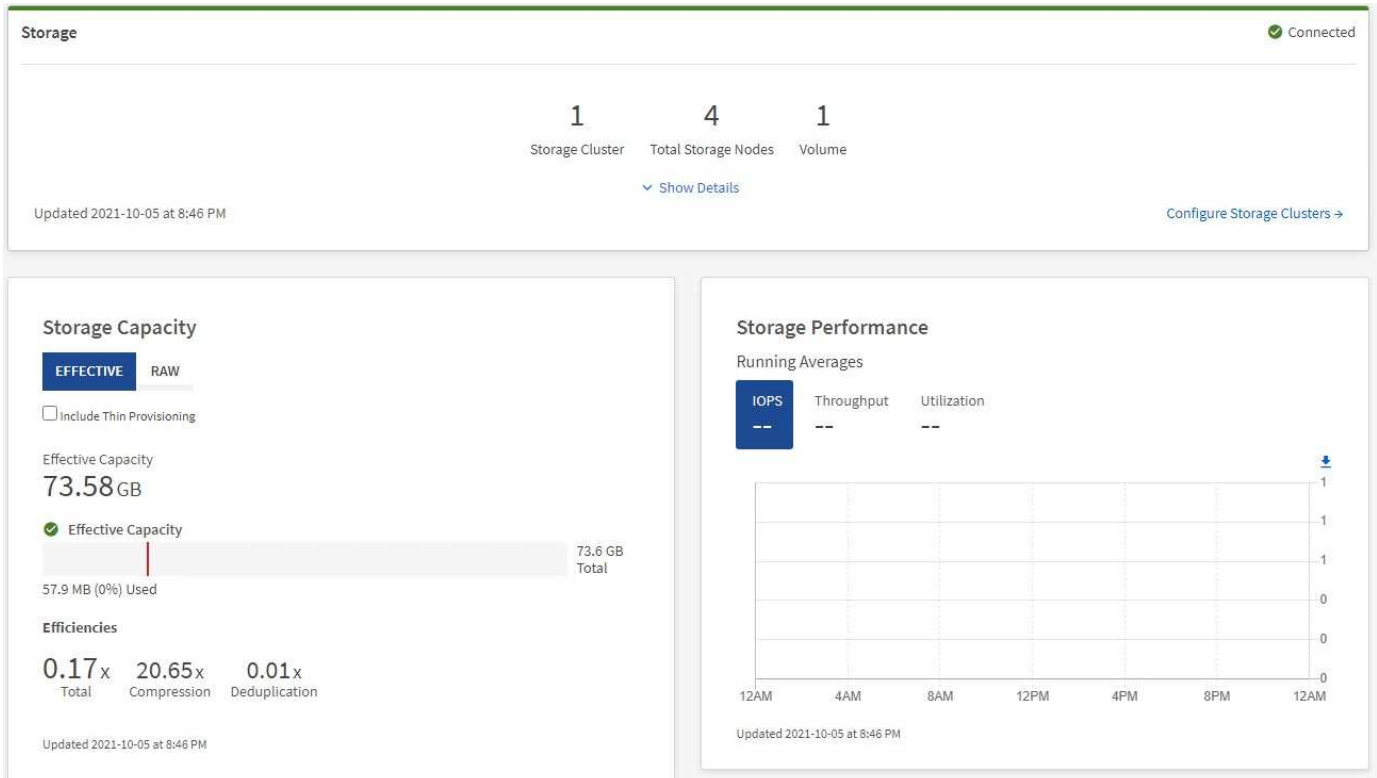 Storage
Connected
1 4 1
Storage Cluster Total Storage Nodes Volume
Show Details
Updated 2021-10-05 at 8:46 PM
Configure Storage Clusters →
Storage Capacity
EFFECTIVE RAW
Include Thin Provisioning
Effective Capacity
73.58 GB
Effective Capacity
73.6 GB
Total
57.9 MB (0%) Used
Efficiencies
0.17x 20.65x 0.01x
Total Compression Deduplication
Updated 2021-10-05 at 8:46 PM
Storage Performance
Running Averages
IOPS Throughput Utilization
-- -- --
1
1
1
0
0
0
12AM 4AM 8AM 12PM 4PM 8PM 12AM
Updated 2021-10-05 at 8:46 PM